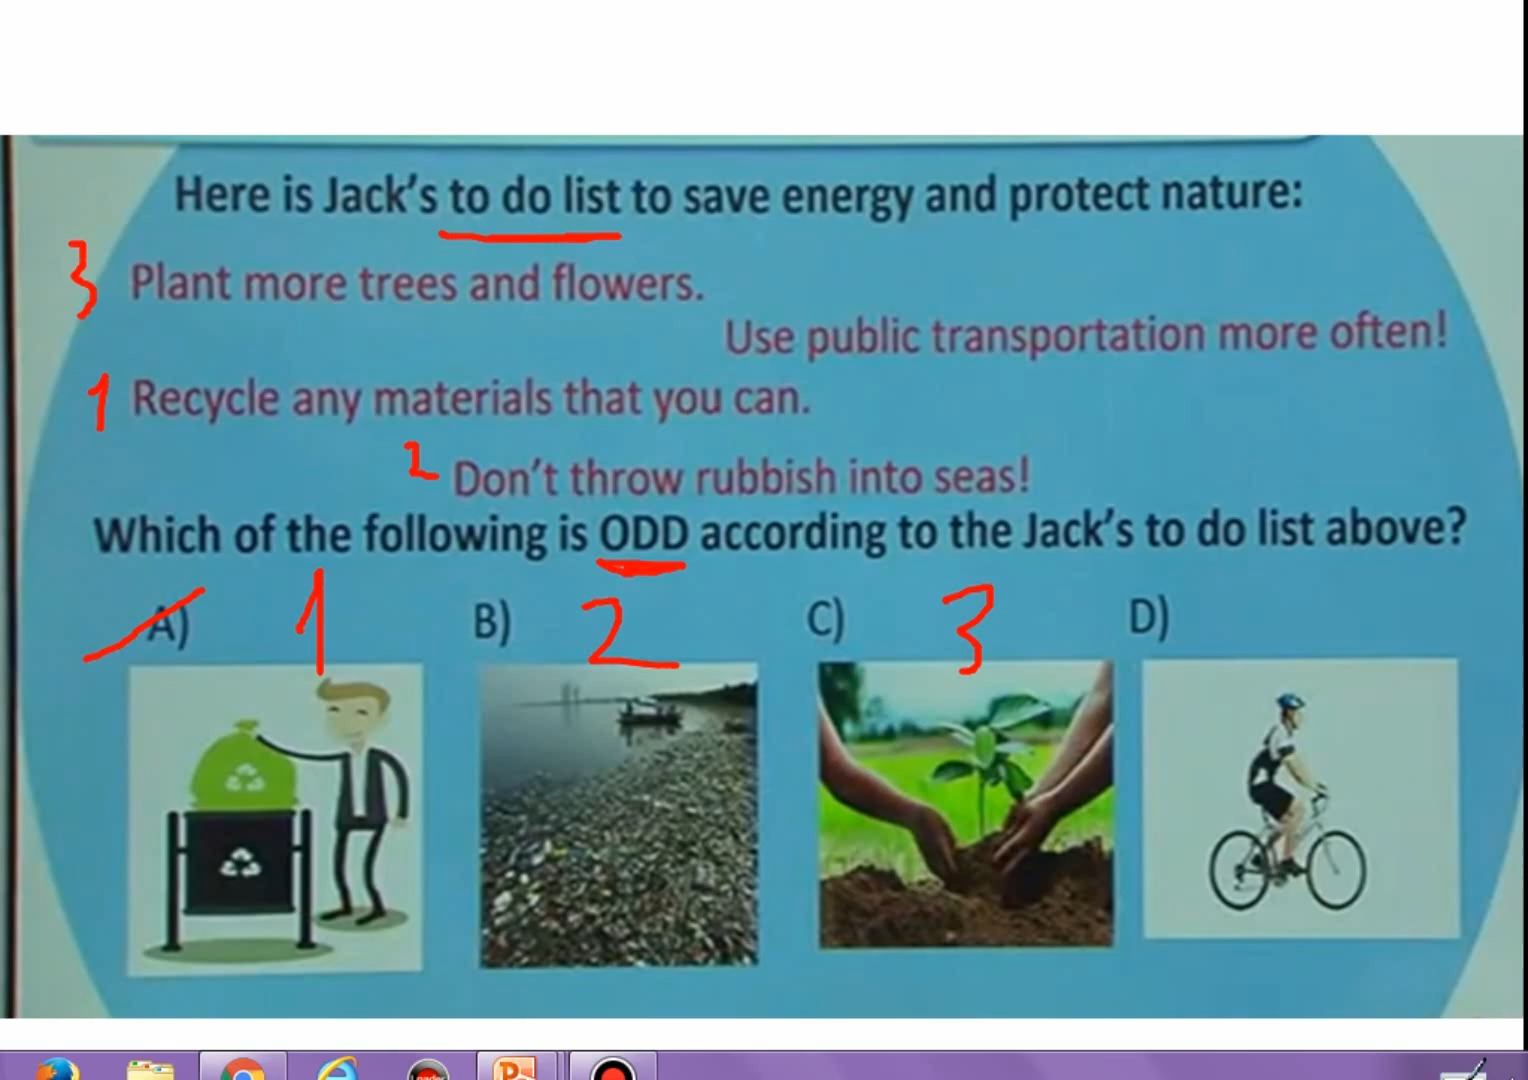 Here is Jack's to do list to save energy and protect nature:
3 Plant more trees and flowers.
Use public transportation more often!
1 Recycle any materials that you can.
2 Don't throw rubbish into seas!
Which of the following is ODD according to the Jack's to do list above?
A) 1 B) 2 C) 3 D)
Loader